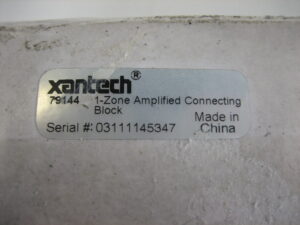 xantech®
79144 1-Zone Amplified Connecting
Block
Made in
Serial #: 03111145347 China